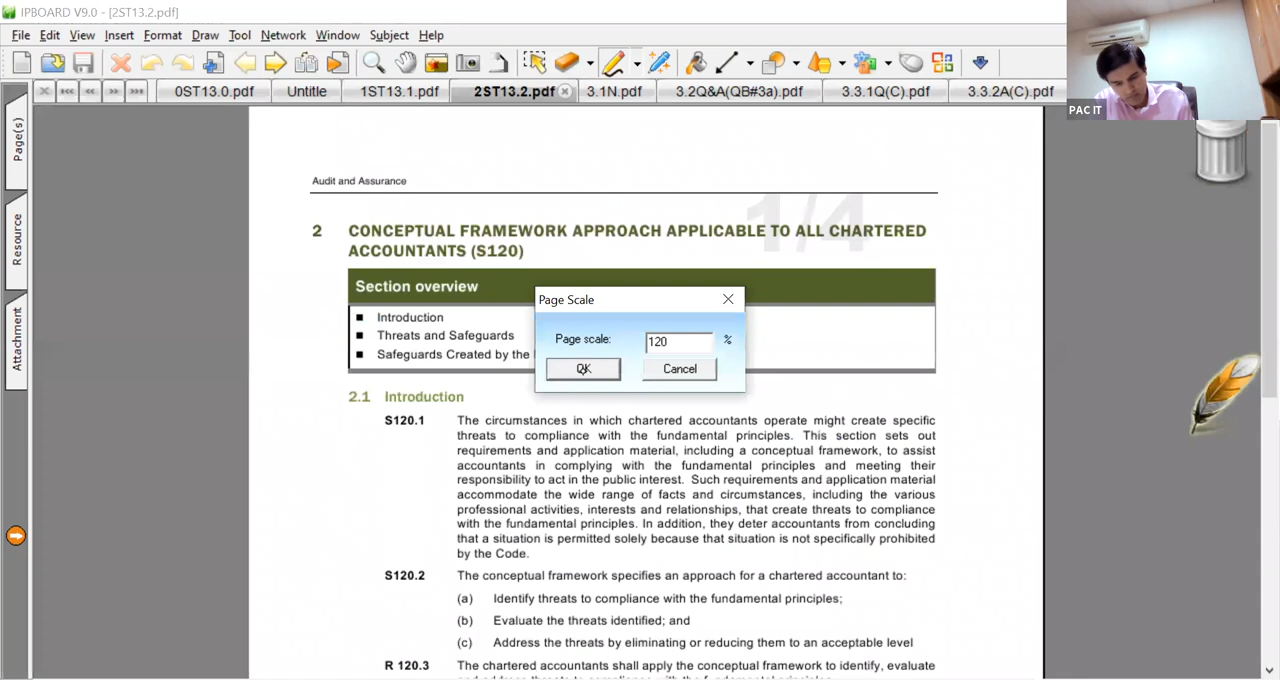 IPBOARD V9.0 - [2ST13.2.pdf]
File Edit View Insert Format Draw Tool Network Window Subject Help
0ST13.0.pdf Untitle 1ST13.1.pdf 2ST13.2.pdf 3.1N.pdf 3.2Q&A(QB#3a).pdf 3.3.1Q(C).pdf 3.3.2A(C).pdf
PAC IT
Page(s)
Resource
Attachment
Audit and Assurance
1/4
2 CONCEPTUAL FRAMEWORK APPROACH APPLICABLE TO ALL CHARTERED
ACCOUNTANTS (S120)
Section overview
■ Introduction
■ Threats and Safeguards
■ Safeguards Created by the
Page Scale
Page scale: 120 %
OK Cancel
2.1 Introduction
S120.1 The circumstances in which chartered accountants operate might create specific
threats to compliance with the fundamental principles. This section sets out
requirements and application material, including a conceptual framework, to assist
accountants in complying with the fundamental principles and meeting their
responsibility to act in the public interest. Such requirements and application material
accommodate the wide range of facts and circumstances, including the various
professional activities, interests and relationships, that create threats to compliance
with the fundamental principles. In addition, they deter accountants from concluding
that a situation is permitted solely because that situation is not specifically prohibited
by the Code.
S120.2 The conceptual framework specifies an approach for a chartered accountant to:
(a) Identify threats to compliance with the fundamental principles;
(b) Evaluate the threats identified; and
(c) Address the threats by eliminating or reducing them to an acceptable level
R 120.3 The chartered accountants shall apply the conceptual framework to identify, evaluate